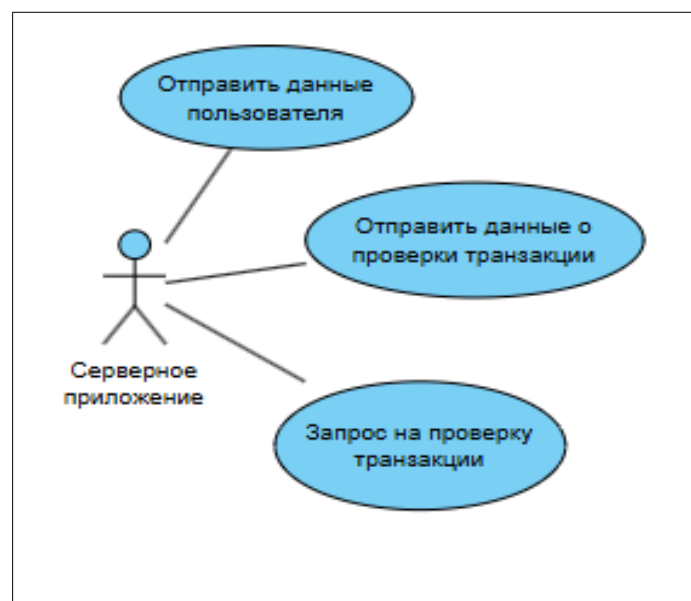 Отправить данные
пользователя
Отправить данные о
проверки транзакции
Серверное
приложение
Запрос на проверку
транзакции